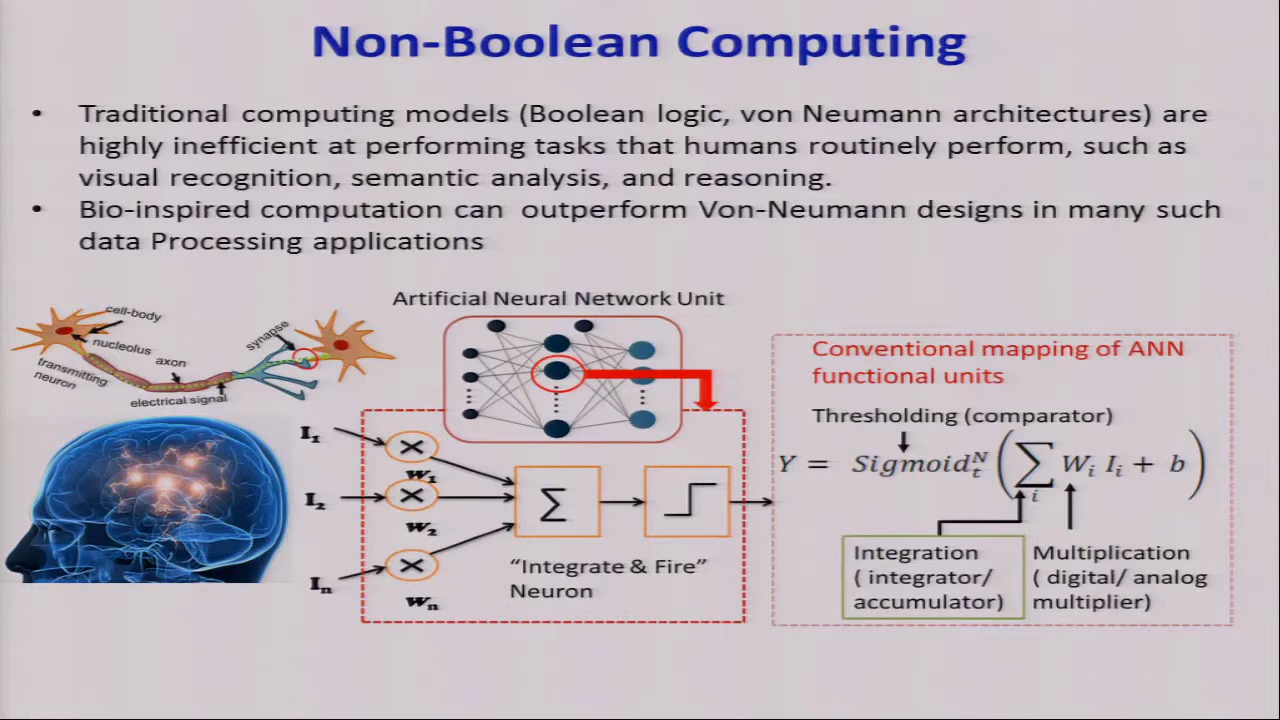 Non-Boolean Computing
• Traditional computing models (Boolean logic, von Neumann architectures) are
highly inefficient at performing tasks that humans routinely perform, such as
visual recognition, semantic analysis, and reasoning.
• Bio-inspired computation can outperform Von-Neumann designs in many such
data Processing applications
cell-body
nucleolus
axon
synapse
transmitting
neuron
electrical signal
Artificial Neural Network Unit
I₁
I₂
Iₙ
W₁
W₂
Wₙ
∑
"Integrate & Fire"
Neuron
Conventional mapping of ANN
functional units
Thresholding (comparator)
Y = Sigmoidₜᴺ (∑ᵢ Wᵢ Iᵢ + b)
Integration
( integrator/
accumulator)
Multiplication
( digital/ analog
multiplier)